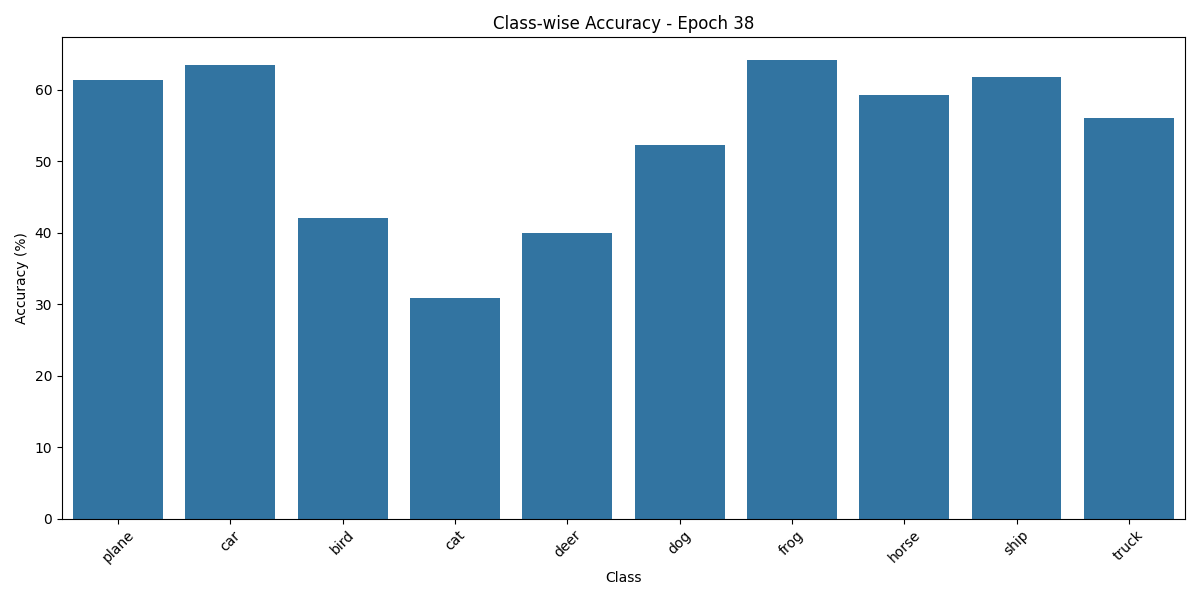 Class-wise Accuracy - Epoch 38
Accuracy (%)
60
50
40
30
20
10
0
plane
car
bird
cat
deer
dog
frog
horse
ship
truck
Class